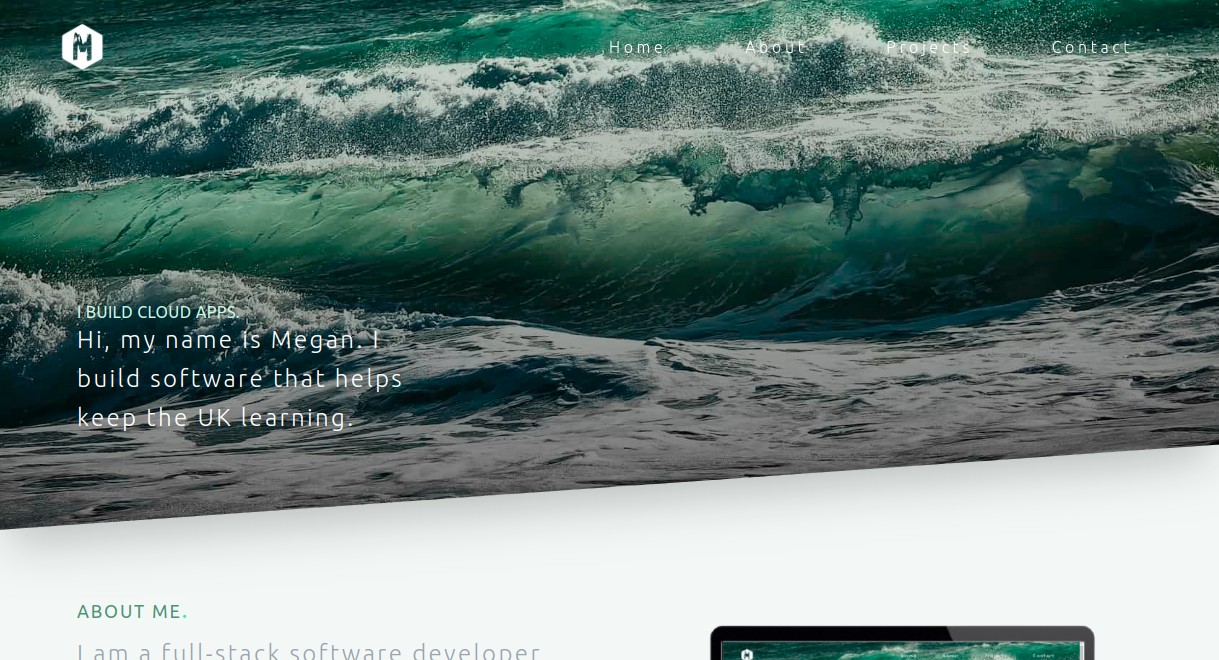 M
Home About Projects Contact
I BUILD CLOUD APPS.
Hi, my name is Megan. I
build software that helps
keep the UK learning.
ABOUT ME.
I am a full-stack software developer